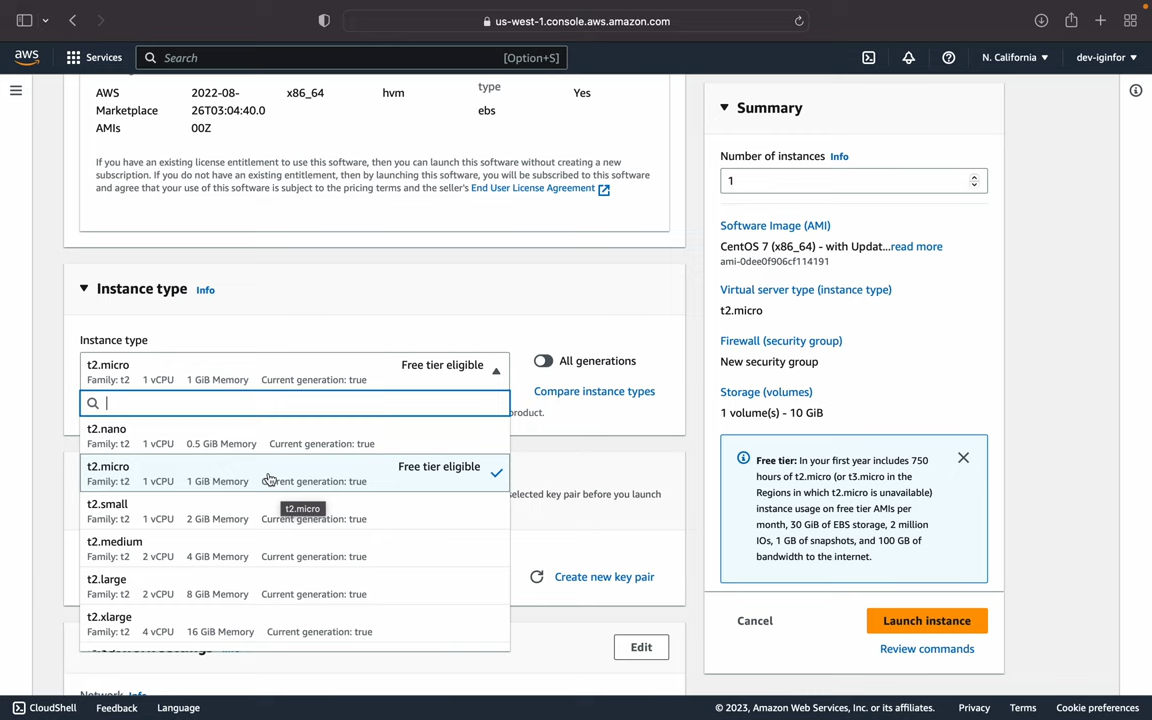 us-west-1.console.aws.amazon.com
aws
Services
Search
[Option+S]
N. California
dev-iginfor
AWS Marketplace AMIs
2022-08-26T03:04:40.0
00Z
x86_64
hvm
type
ebs
Yes
If you have an existing license entitlement to use this software, then you can launch this software without creating a new
subscription. If you do not have an existing entitlement, then by launching this software, you will be subscribed to this software
and agree that your use of this software is subject to the pricing terms and the seller's End User License Agreement
Instance type Info
Instance type
t2.micro
Free tier eligible
Family: t2 1 vCPU 1 GiB Memory Current generation: true
All generations
Compare instance types
product.
t2.nano
Family: t2 1 vCPU 0.5 GiB Memory Current generation: true
t2.micro
Free tier eligible
Family: t2 1 vCPU 1 GiB Memory Current generation: true
t2.micro
t2.small
Family: t2 1 vCPU 2 GiB Memory Current generation: true
t2.medium
Family: t2 2 vCPU 4 GiB Memory Current generation: true
t2.large
Family: t2 2 vCPU 8 GiB Memory Current generation: true
t2.xlarge
Family: t2 4 vCPU 16 GiB Memory Current generation: true
selected key pair before you launch
Create new key pair
Edit
Network Info
Summary
Number of instances Info
1
Software Image (AMI)
CentOS 7 (x86_64) - with Updat...read more
ami-0dee0f906cf114191
Virtual server type (instance type)
t2.micro
Firewall (security group)
New security group
Storage (volumes)
1 volume(s) - 10 GiB
Free tier: In your first year includes 750
hours of t2.micro (or t3.micro in the
Regions in which t2.micro is unavailable)
instance usage on free tier AMIs per
month, 30 GiB of EBS storage, 2 million
IOs, 1 GB of snapshots, and 100 GB of
bandwidth to the internet.
Cancel
Launch instance
Review commands
CloudShell
Feedback
Language
© 2023, Amazon Web Services, Inc. or its affiliates.
Privacy
Terms
Cookie preferences